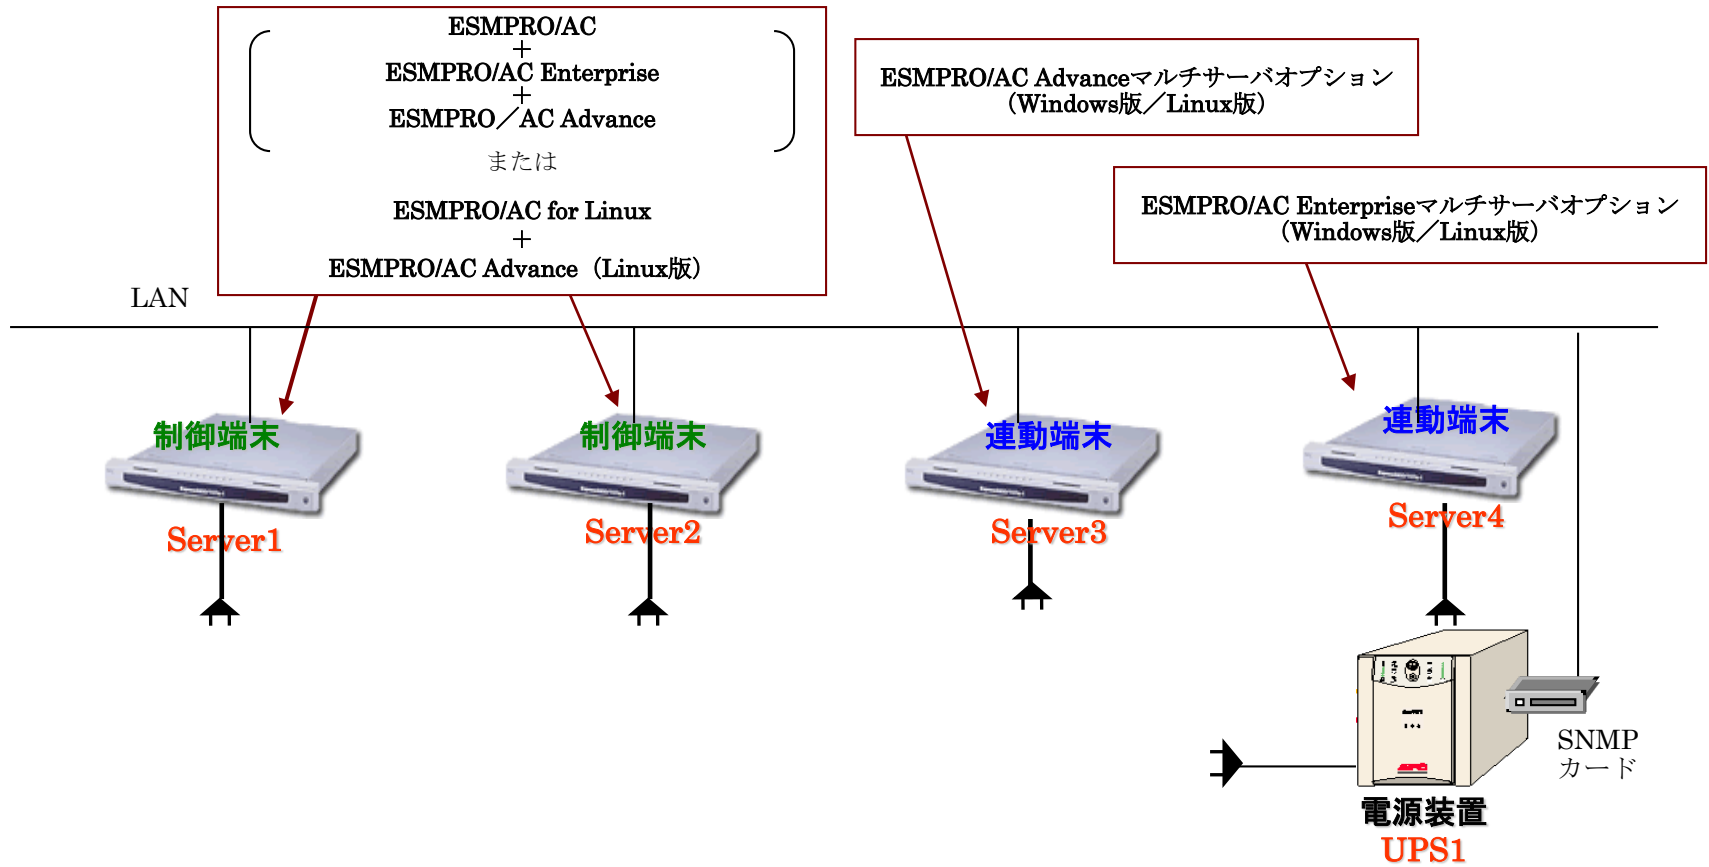 ESMPRO/AC
＋
ESMPRO/AC Enterprise
＋
ESMPRO／AC Advance
または
ESMPRO/AC for Linux
＋
ESMPRO/AC Advance（Linux版）
ESMPRO/AC Advanceマルチサーバオプション
（Windows版／Linux版）
ESMPRO/AC Enterpriseマルチサーバオプション
（Windows版／Linux版）
LAN
制御端末
制御端末
連動端末
連動端末
Server1
Server2
Server3
Server4
SNMP
カード
APC
電源装置
UPS1